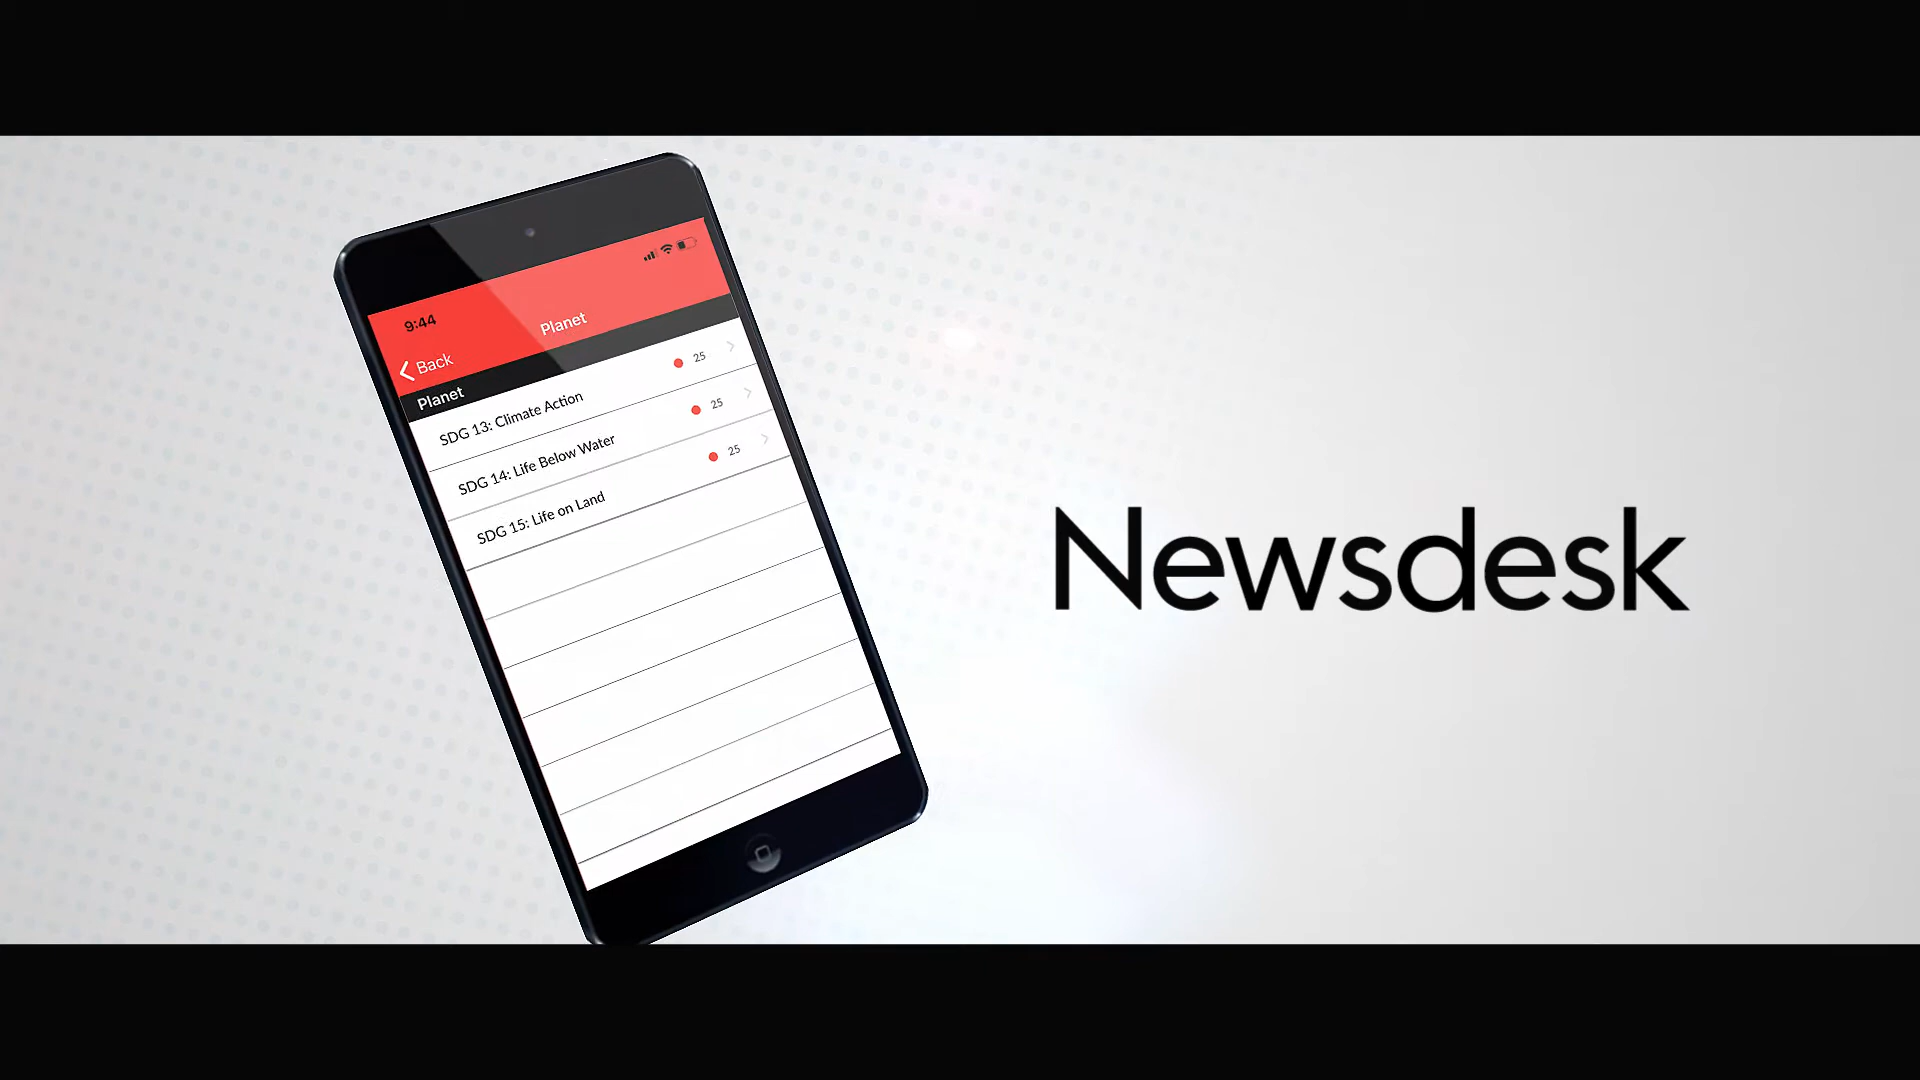 9:44
Back
Planet
Planet
SDG 13: Climate Action
25
SDG 14: Life Below Water
25
SDG 15: Life on Land
25
Newsdesk